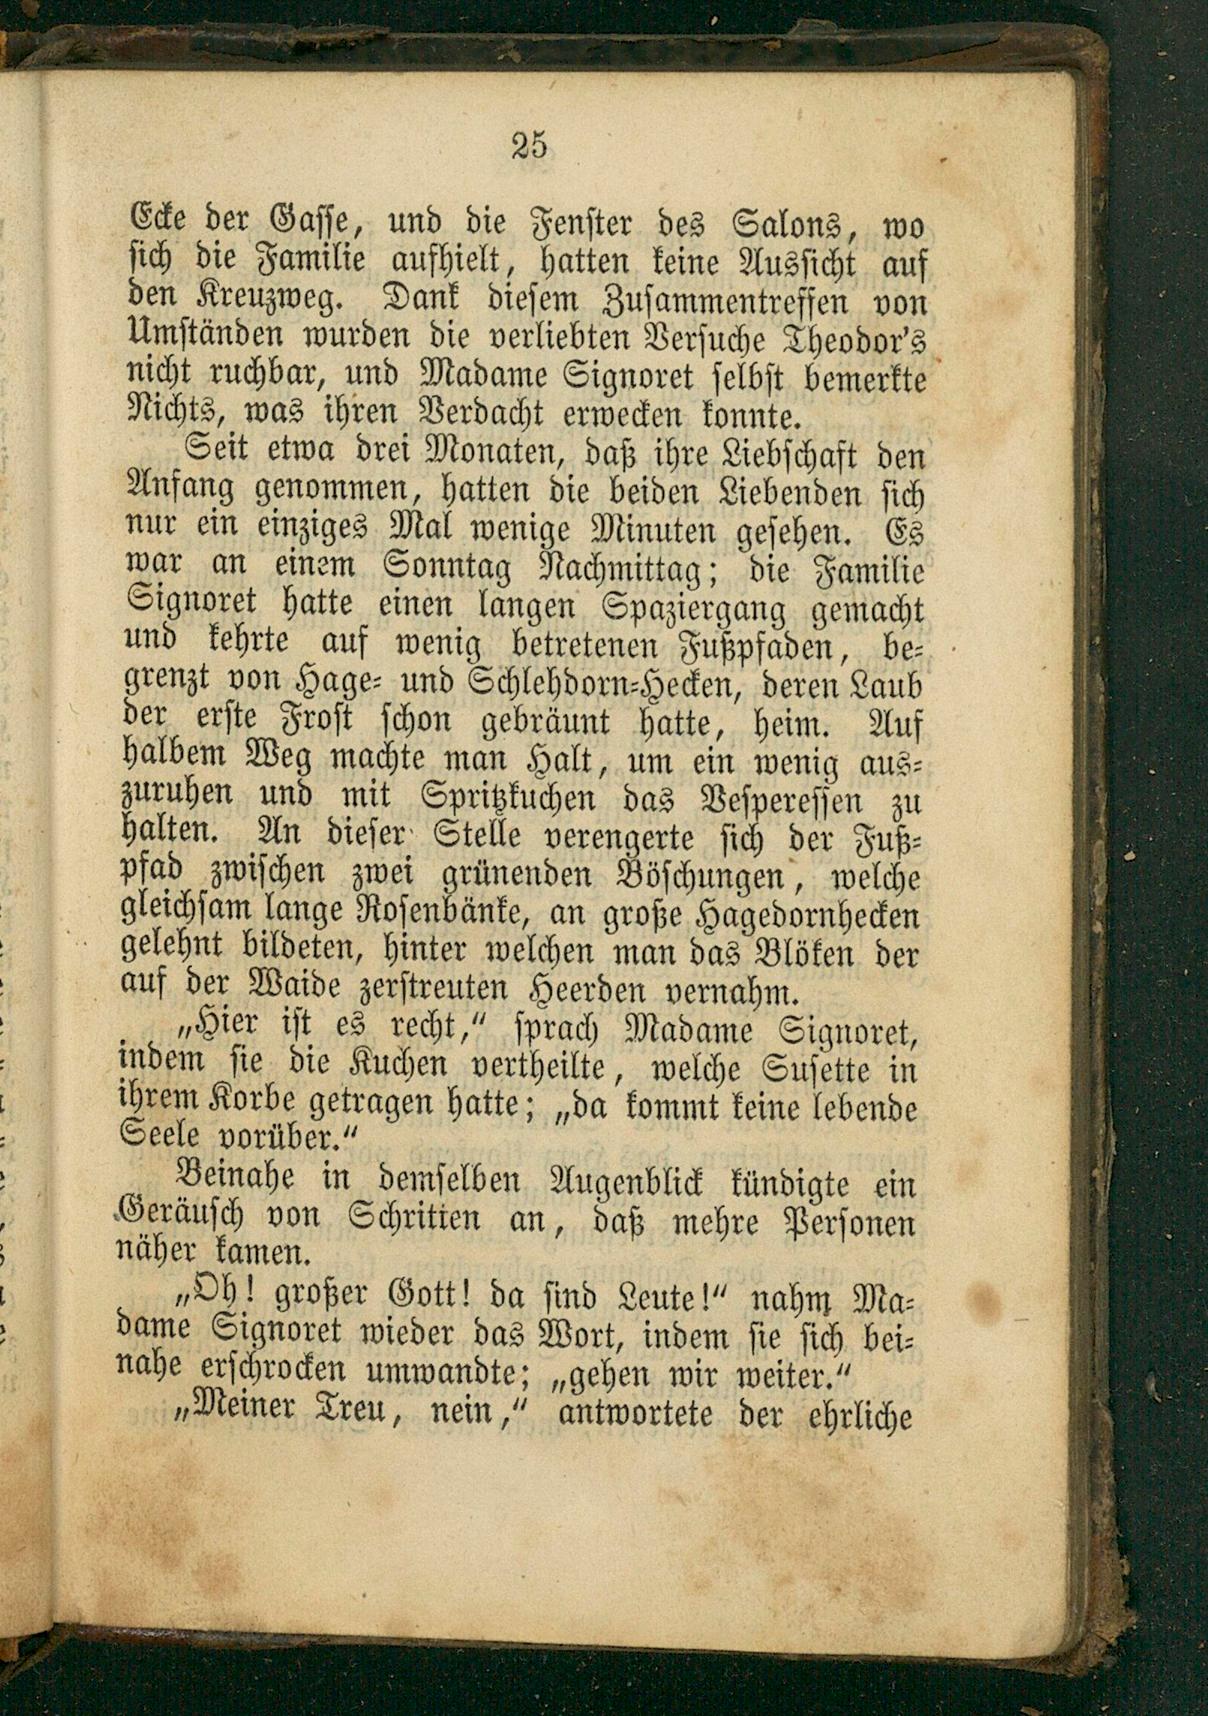 25
Ecke der Gasse, und die Fenster des Salons, wo
sich die Familie aufhielt, hatten keine Aussicht auf
den Kreuzweg. Dank diesem Zusammentreffen von
Umständen wurden die verliebten Versuche Theodor's
nicht ruchbar, und Madame Signoret selbst bemerkte
Nichts, was ihren Verdacht erwecken konnte.
Seit etwa drei Monaten, daß ihre Liebschaft den
Anfang genommen, hatten die beiden Liebenden sich
nur ein einziges Mal wenige Minuten gesehen. Es
war an einem Sonntag Nachmittag; die Familie
Signoret hatte einen langen Spaziergang gemacht
und kehrte auf wenig betretenen Fußpfaden, be-
grenzt von Hage- und Schlehdorn-Hecken, deren Laub
der erste Frost schon gebräunt hatte, heim. Auf
halbem Weg machte man Halt, um ein wenig aus-
zuruhen und mit Spritzkuchen das Vesperessen zu
halten. An dieser Stelle verengerte sich der Fuß-
pfad zwischen zwei grünenden Böschungen, welche
gleichsam lange Rosenbänke, an große Hagedornhecken
gelehnt bildeten, hinter welchen man das Blöken der
auf der Waide zerstreuten Heerden vernahm.
„Hier ist es recht,“ sprach Madame Signoret,
indem sie die Kuchen vertheilte, welche Susette in
ihrem Korbe getragen hatte; „da kommt keine lebende
Seele vorüber.“
Beinahe in demselben Augenblick kündigte ein
Geräusch von Schritten an, daß mehre Personen
näher kamen.
„Oh! großer Gott! da sind Leute!“ nahm Ma-
dame Signoret wieder das Wort, indem sie sich bei-
nahe erschrocken umwandte; „gehen wir weiter.“
„Meiner Treu, nein,“ antwortete der ehrliche